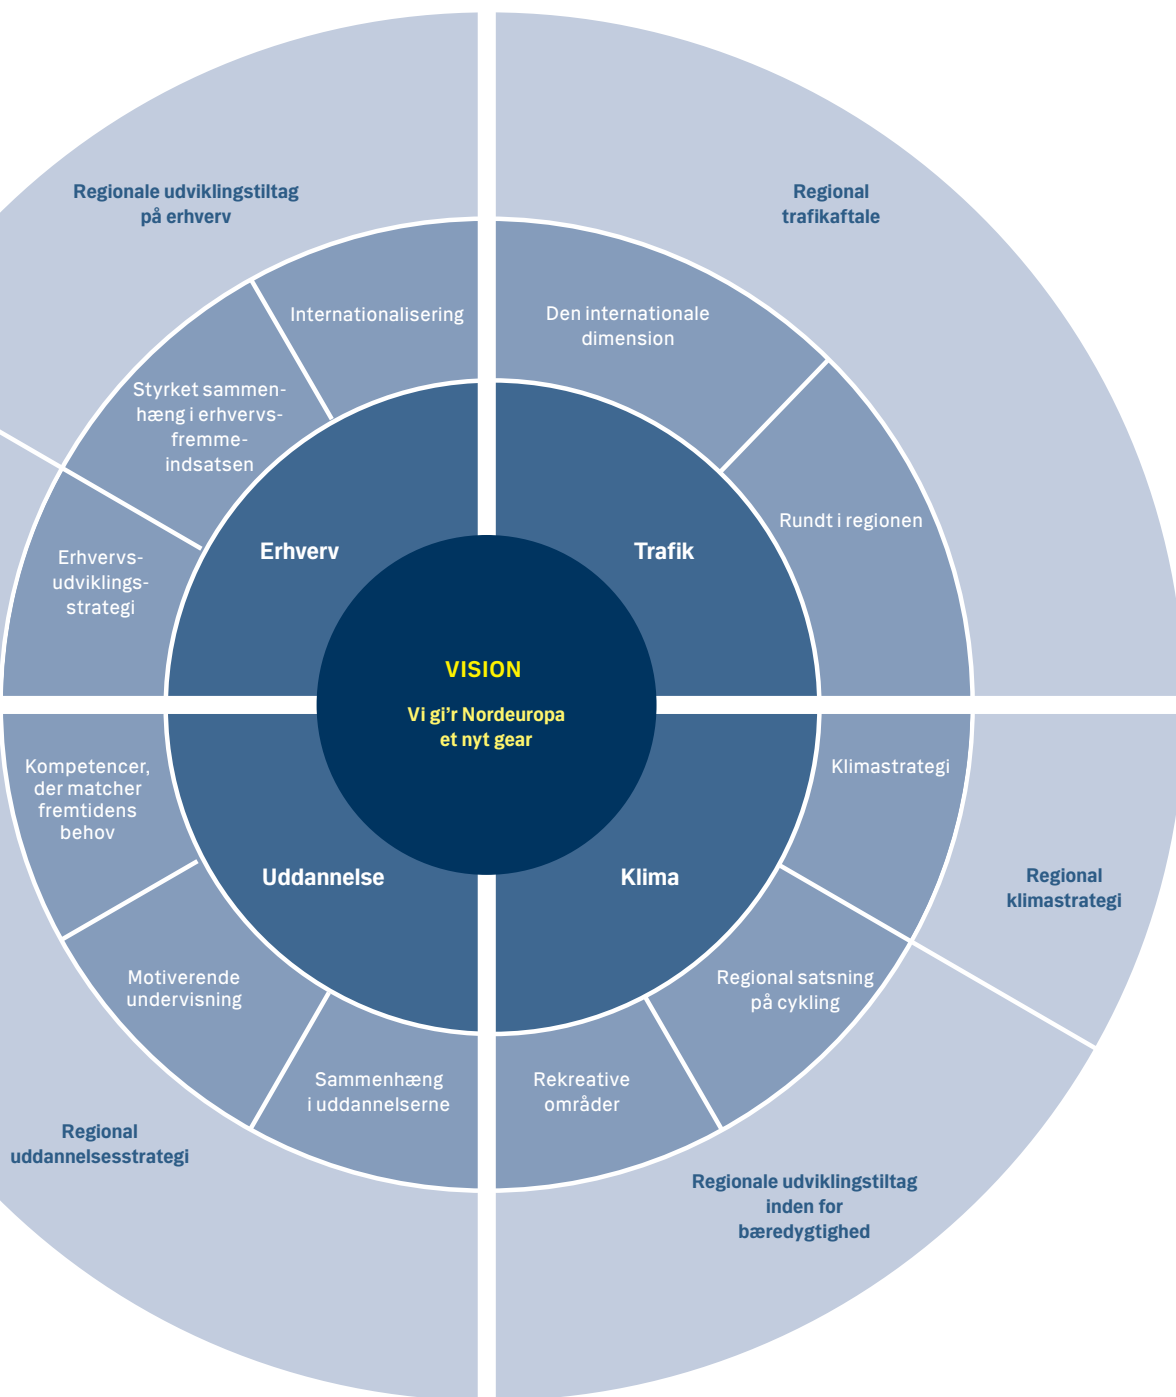 Regionale udviklingstiltag
på erhverv
Regional
trafikaftale
Internationalisering
Den internationale
dimension
Styrket sammen-
hæng i erhvervs-
fremme-
indsatsen
Rundt i regionen
Erhvervs-
udviklings-
strategi
Erhverv
Trafik
VISION
Vi gi’r Nordeuropa
et nyt gear
Kompetencer,
der matcher
fremtidens
behov
Klimastrategi
Uddannelse
Klima
Regional
klimastrategi
Motiverende
undervisning
Regional satsning
på cykling
Sammenhæng
i uddannelserne
Rekreative
områder
Regional
uddannelsesstrategi
Regionale udviklingstiltag
inden for
bæredygtighed